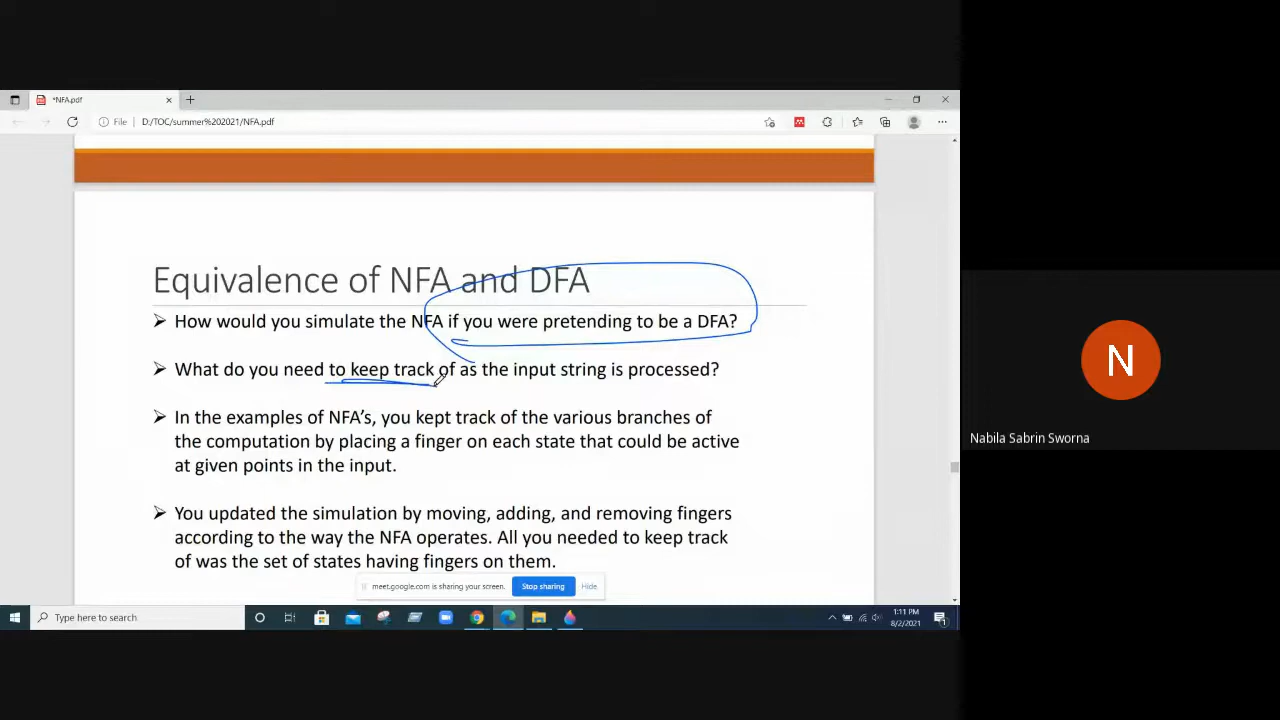 *NFA.pdf
File
D:/TOC/summer%202021/NFA.pdf
Equivalence of NFA and DFA
➢ How would you simulate the NFA if you were pretending to be a DFA?
➢ What do you need to keep track of as the input string is processed?
➢ In the examples of NFA’s, you kept track of the various branches of
the computation by placing a finger on each state that could be active
at given points in the input.
➢ You updated the simulation by moving, adding, and removing fingers
according to the way the NFA operates. All you needed to keep track
of was the set of states having fingers on them.
meet.google.com is sharing your screen. Stop sharing Hide
Type here to search
1:11 PM
8/2/2021
N
Nabila Sabrin Sworna